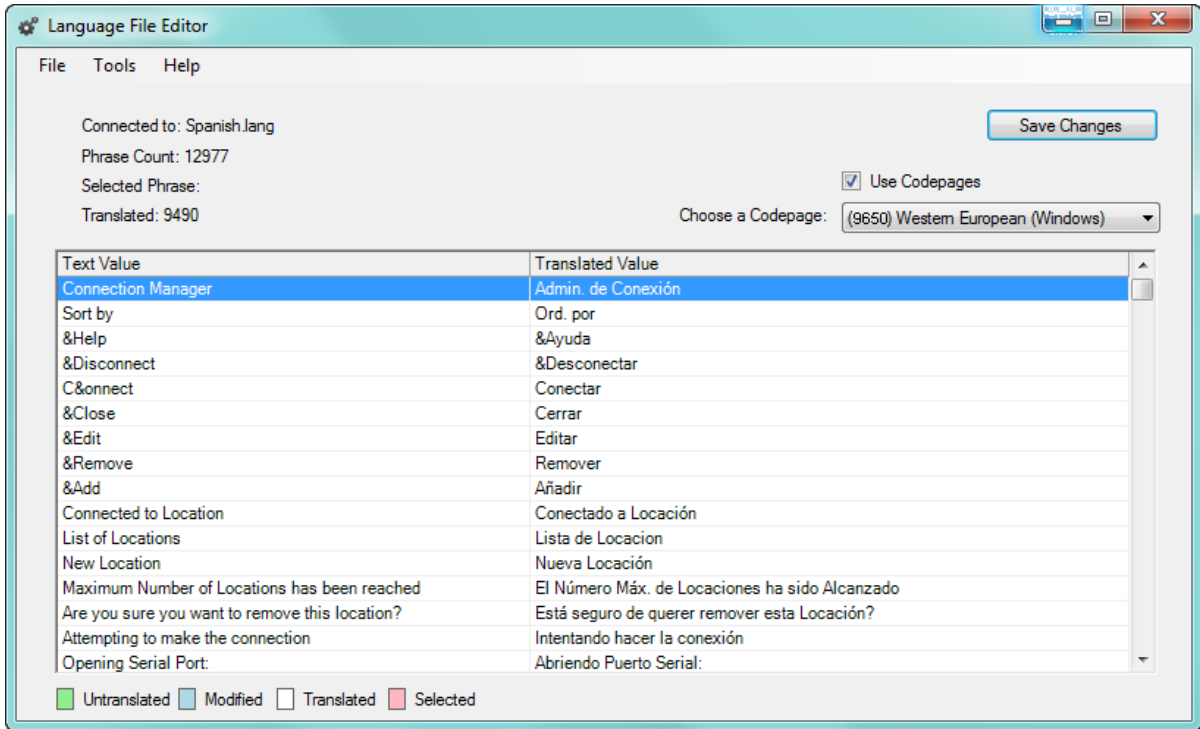 Language File Editor
File Tools Help
Connected to: Spanish.lang
Save Changes
Phrase Count: 12977
Selected Phrase:
Use Codepages
Translated: 9490
Choose a Codepage: (9650) Western European (Windows)
Text Value Translated Value
Connection Manager Admin. de Conexión
Sort by Ord. por
&Help &Ayuda
&Disconnect &Desconectar
C&onnect Conectar
&Close Cerrar
&Edit Editar
&Remove Remover
&Add Añadir
Connected to Location Conectado a Locación
List of Locations Lista de Locacion
New Location Nueva Locación
Maximum Number of Locations has been reached El Número Máx. de Locaciones ha sido Alcanzado
Are you sure you want to remove this location? Está seguro de querer remover esta Locación?
Attempting to make the connection Intentando hacer la conexión
Opening Serial Port: Abriendo Puerto Serial:
Untranslated Modified Translated Selected